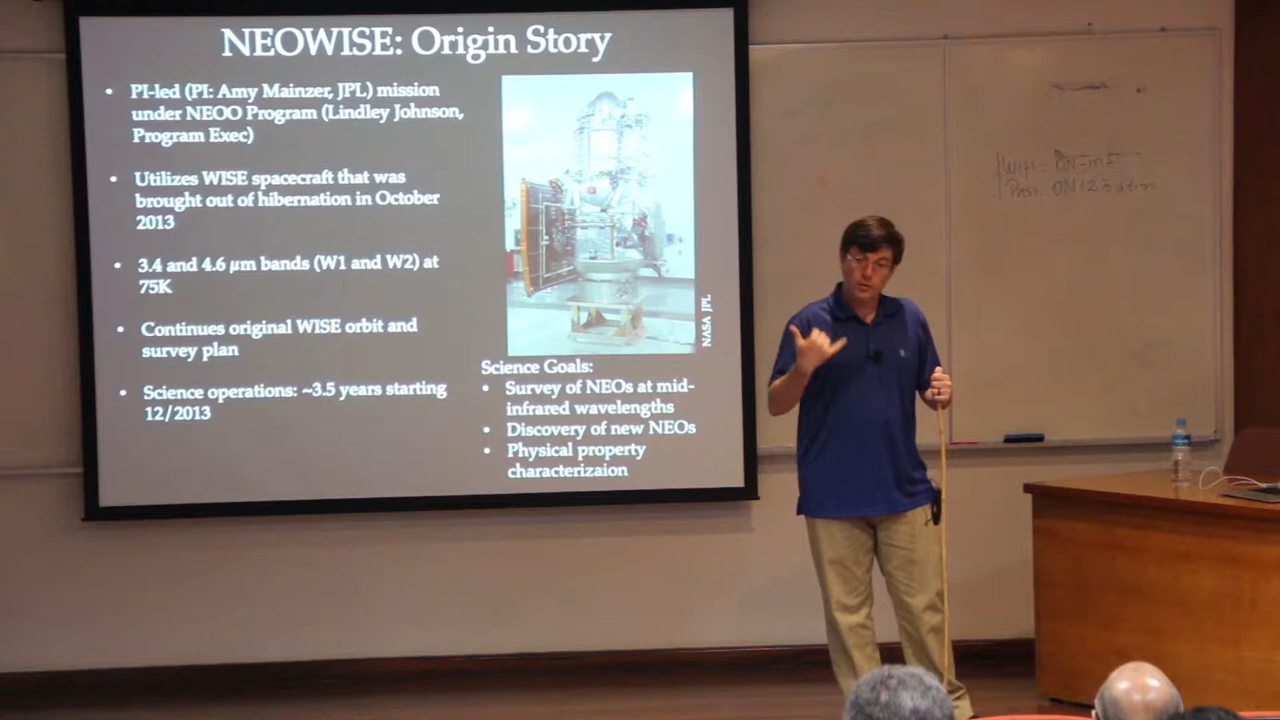 NEOWISE: Origin Story
• PI-led (PI: Amy Mainzer, JPL) mission
under NEOO Program (Lindley Johnson,
Program Exec)
• Utilizes WISE spacecraft that was
brought out of hibernation in October
2013
• 3.4 and 4.6 µm bands (W1 and W2) at
75K
• Continues original WISE orbit and
survey plan
• Science operations: ~3.5 years starting
12/2013
NASA JPL
Science Goals:
• Survey of NEOs at mid-
infrared wavelengths
• Discovery of new NEOs
• Physical property
characterizaion